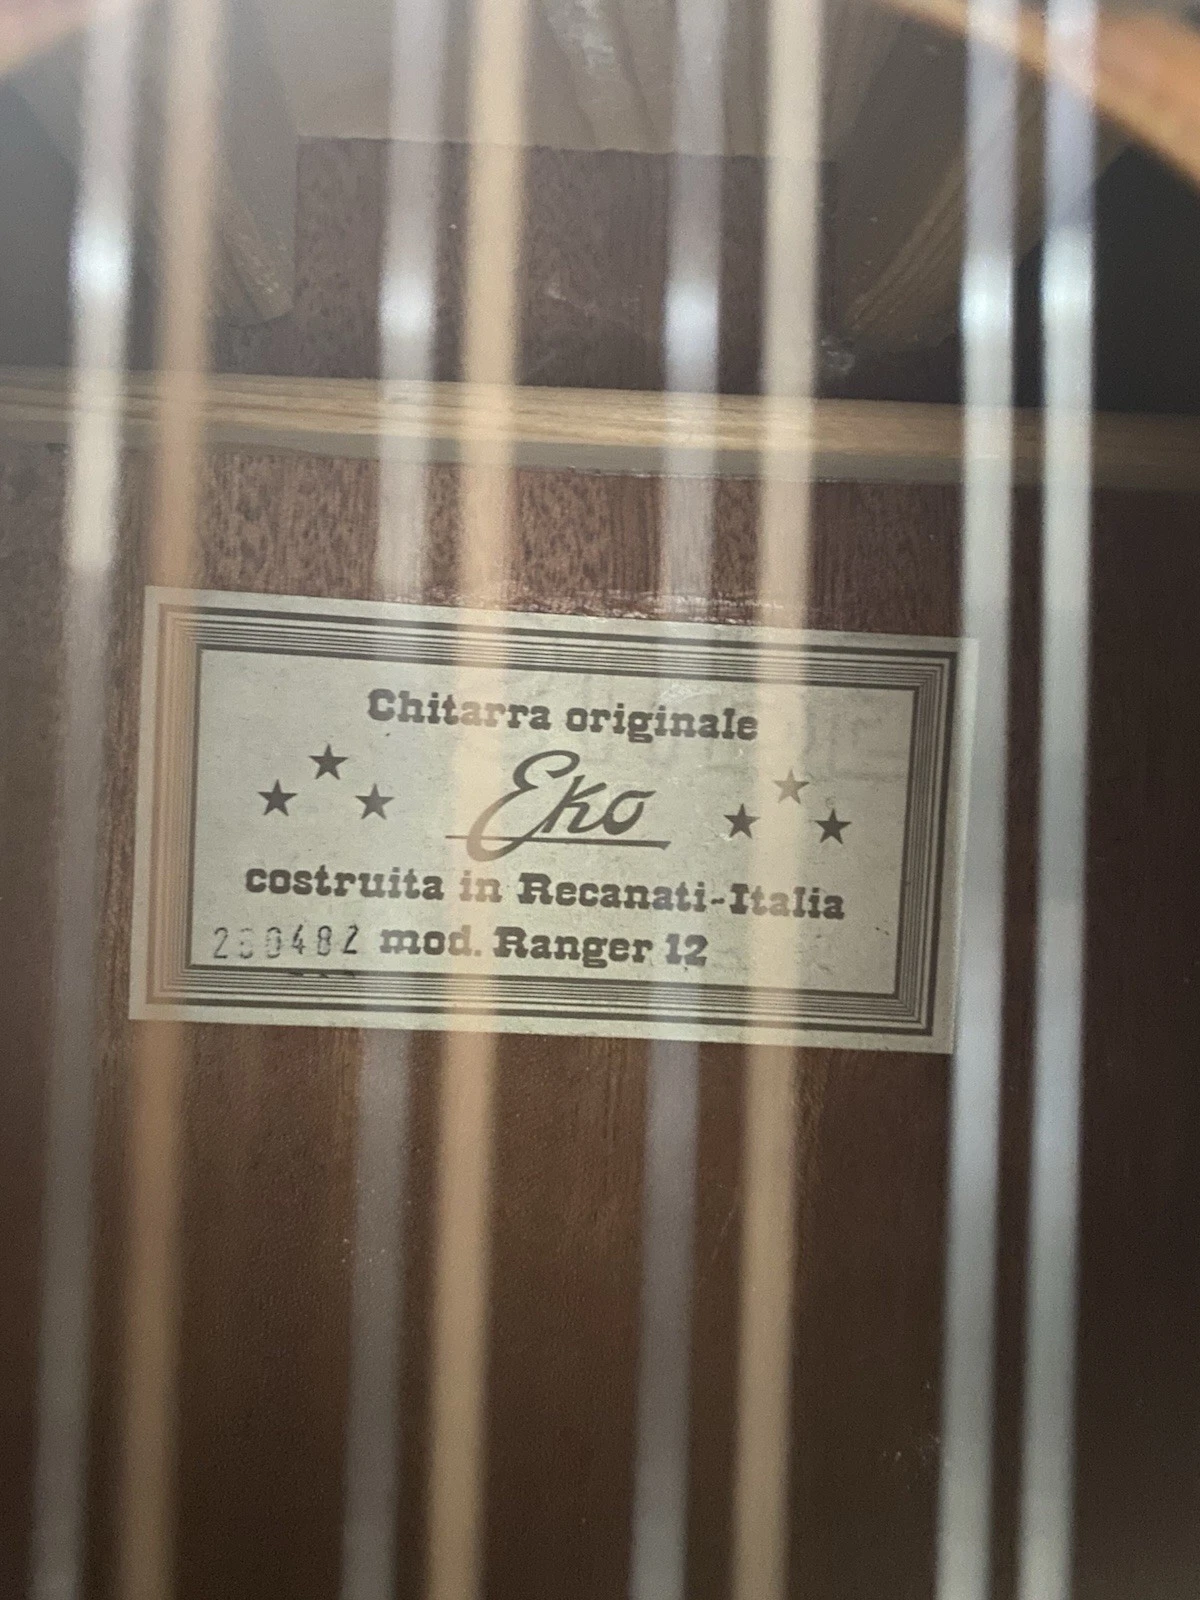 Chitarra originale
Eko
costruita in Recanati-Italia
mod. Ranger 12